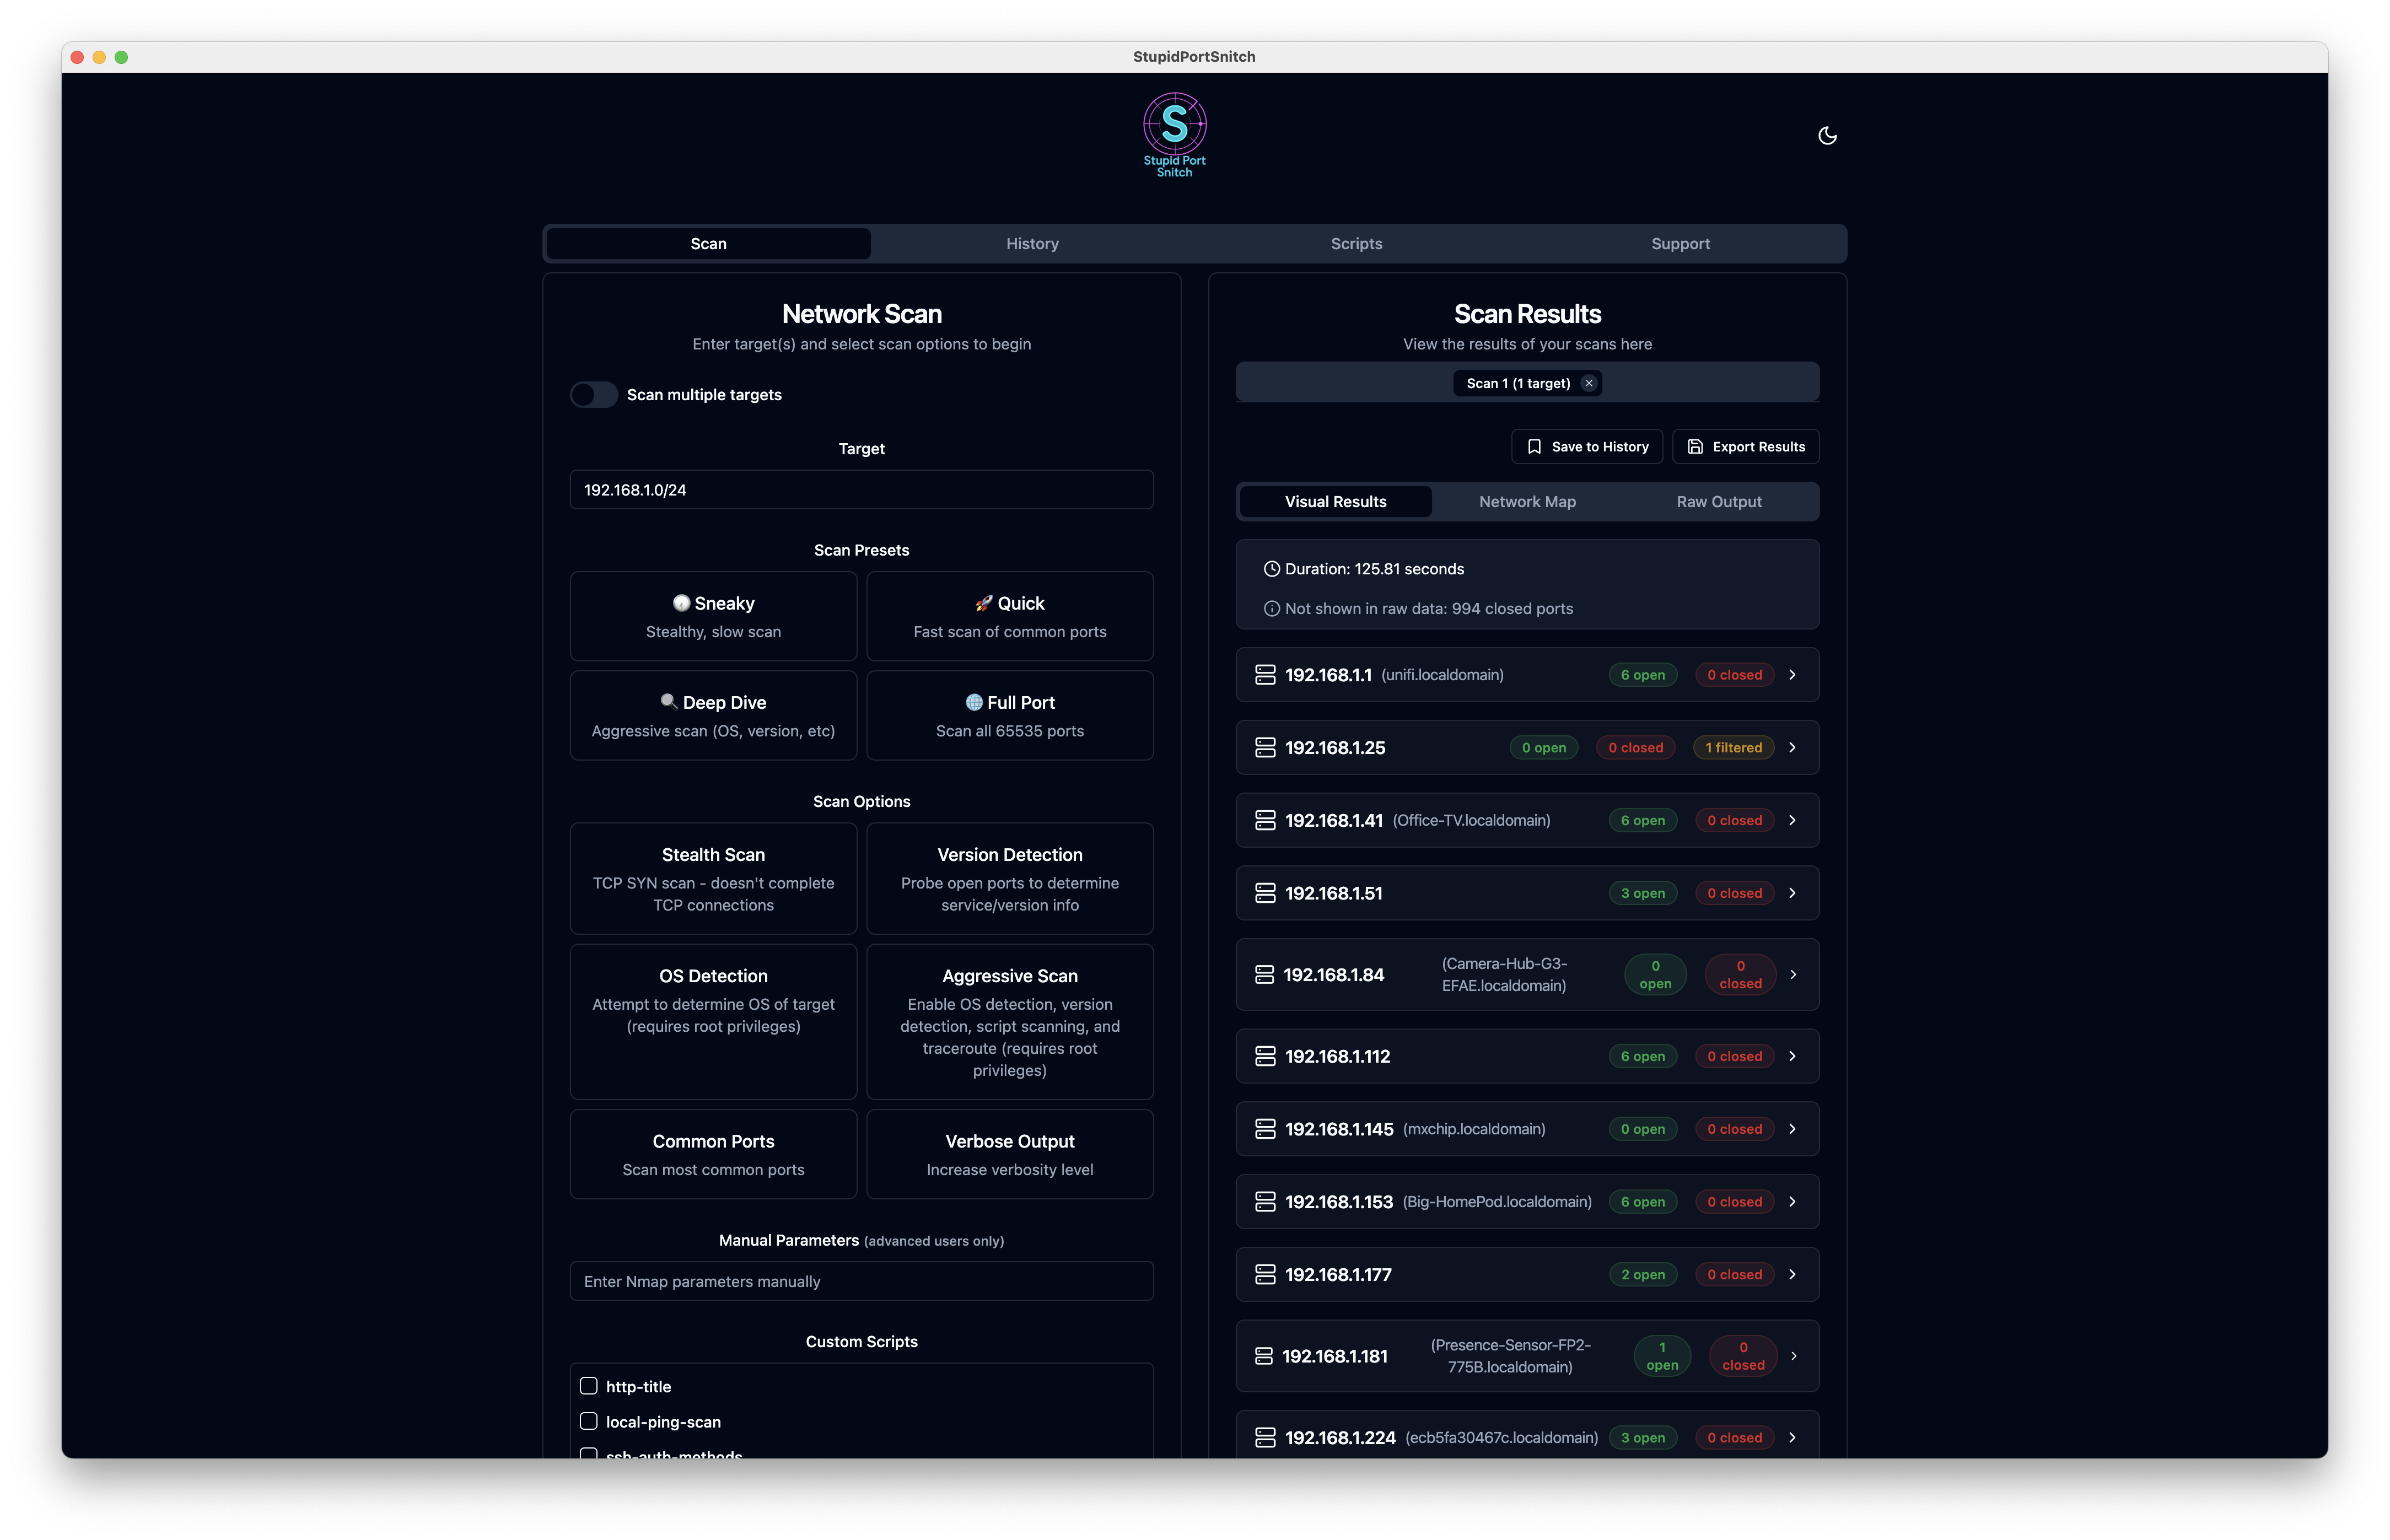 StupidPortSnitch
S
Stupid Port
Snitch
Scan
History
Scripts
Support
Network Scan
Enter target(s) and select scan options to begin
Scan multiple targets
Target
192.168.1.0/24
Scan Presets
Sneaky
Stealthy, slow scan
Quick
Fast scan of common ports
Deep Dive
Aggressive scan (OS, version, etc)
Full Port
Scan all 65535 ports
Scan Options
Stealth Scan
TCP SYN scan - doesn't complete
TCP connections
Version Detection
Probe open ports to determine
service/version info
OS Detection
Attempt to determine OS of target
(requires root privileges)
Aggressive Scan
Enable OS detection, version
detection, script scanning, and
traceroute (requires root
privileges)
Common Ports
Scan most common ports
Verbose Output
Increase verbosity level
Manual Parameters (advanced users only)
Enter Nmap parameters manually
Custom Scripts
http-title
local-ping-scan
ssh-auth-methods
Scan Results
View the results of your scans here
Scan 1 (1 target)
Save to History
Export Results
Visual Results
Network Map
Raw Output
Duration: 125.81 seconds
Not shown in raw data: 994 closed ports
192.168.1.1 (unifi.localdomain) 6 open 0 closed
192.168.1.25 0 open 0 closed 1 filtered
192.168.1.41 (Office-TV.localdomain) 6 open 0 closed
192.168.1.51 3 open 0 closed
192.168.1.84
(Camera-Hub-G3-
EFAE.localdomain)
0
open
0
closed
192.168.1.112 6 open 0 closed
192.168.1.145 (mxchip.localdomain) 0 open 0 closed
192.168.1.153 (Big-HomePod.localdomain) 6 open 0 closed
192.168.1.177 2 open 0 closed
192.168.1.181
(Presence-Sensor-FP2-
775B.localdomain)
1
open
0
closed
192.168.1.224 (ecb5fa30467c.localdomain) 3 open 0 closed